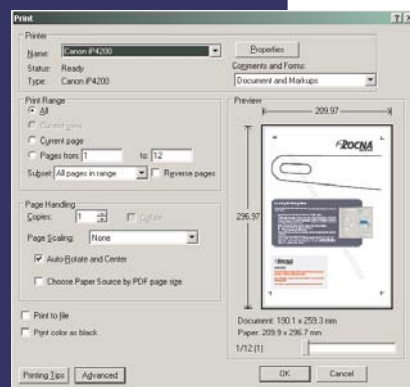 Print
Printer
Name: Canon iP4200
Properties
Status: Ready
Comments and Forms:
Type: Canon iP4200
Document and Markups
Print Range
All
Current view
Current page
Pages from: 1 to: 12
Subset: All pages in range
Reverse pages
Page Handling
Copies: 1
Collate
Page Scaling: None
Auto-Rotate and Center
Choose Paper Source by PDF page size
Print to file
Print color as black
Printing Tips
Advanced
Preview
209.97
296.97
ROCNA
Document: 190.1 x 259.3 mm
Paper: 209.9 x 296.7 mm
1/12 (1)
OK
Cancel